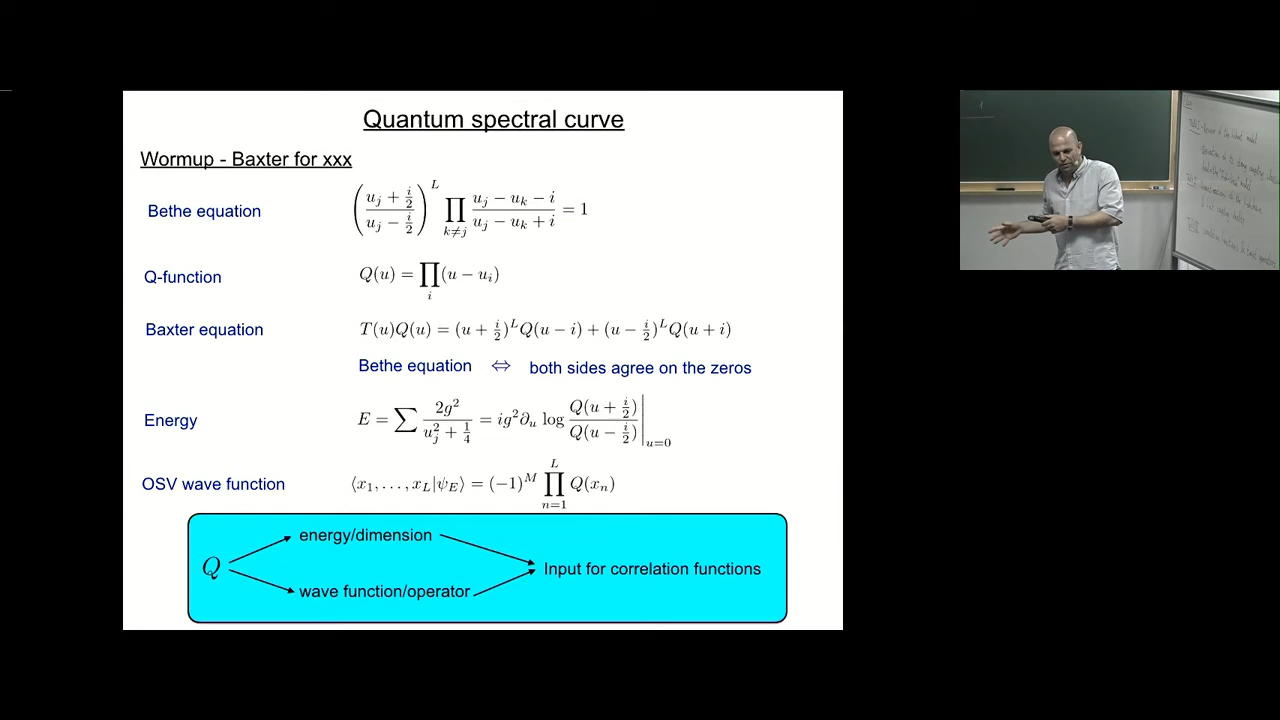 Quantum spectral curve
Wormup - Baxter for xxx
Bethe equation \left(\frac{u_j+\frac{i}{2}}{u_j-\frac{i}{2}}\right)^L \prod_{k\neq j} \frac{u_j-u_k-i}{u_j-u_k+i} = 1
Q-function Q(u) = \prod_i (u-u_i)
Baxter equation T(u)Q(u) = (u+\frac{i}{2})^L Q(u-i) + (u-\frac{i}{2})^L Q(u+i)
Bethe equation ⇔ both sides agree on the zeros
Energy E = \sum \frac{2g^2}{u_j^2+\frac{1}{4}} = ig^2 \partial_u \log \frac{Q(u+\frac{i}{2})}{Q(u-\frac{i}{2})} \Big|_{u=0}
OSV wave function ⟨x_1, \ldots, x_L|\psi_E⟩ = (-1)^M \prod_{n=1}^{L} Q(x_n)
energy/dimension
Q
Input for correlation functions
wave function/operator